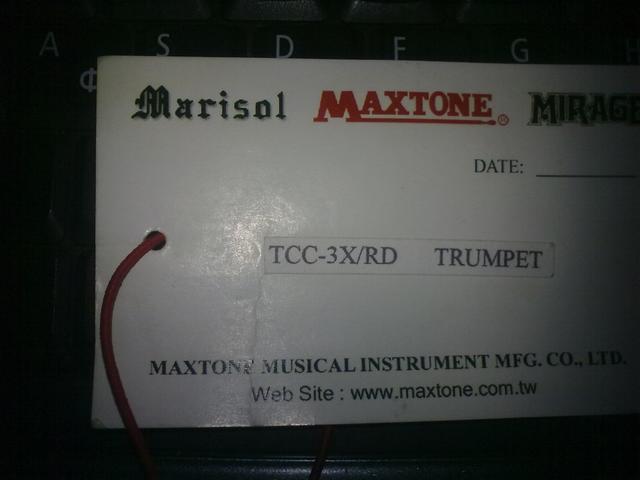 A S D F G
Ф
Marisol MAXTONE® MIRAGE
DATE:
TCC-3X/RD TRUMPET
MAXTONE MUSICAL INSTRUMENT MFG. CO., LTD.
Web Site : www.maxtone.com.tw